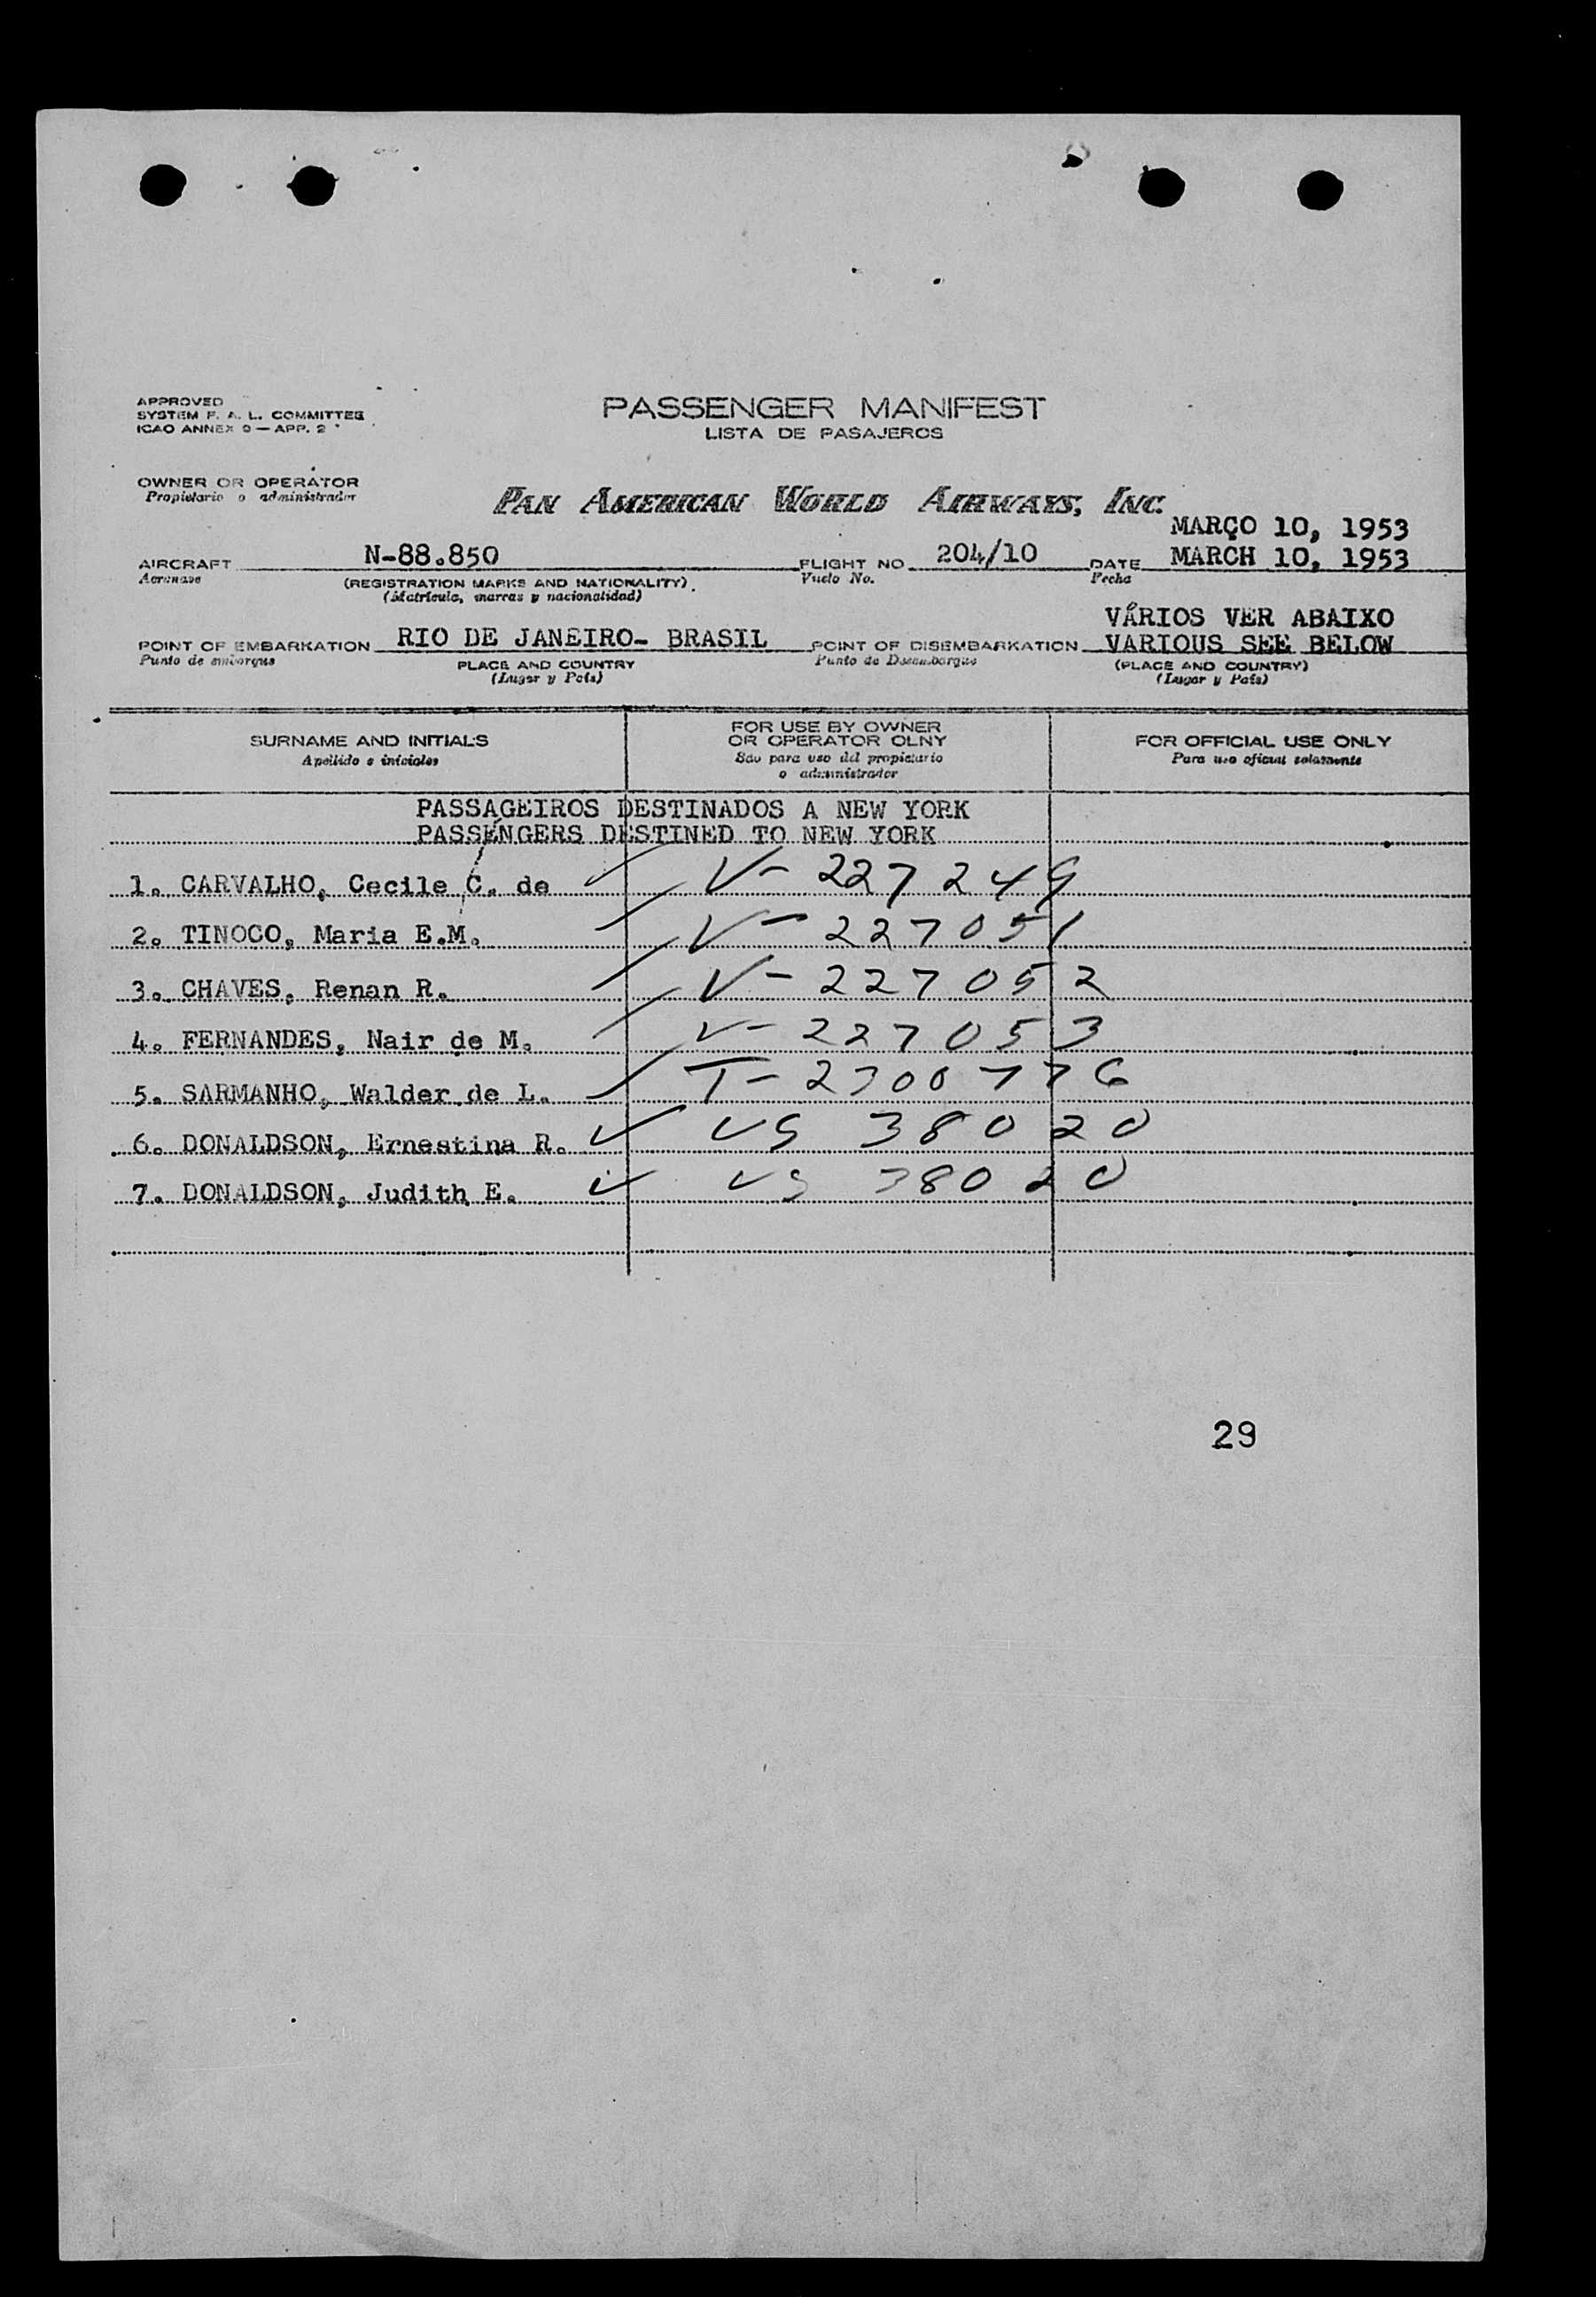 APPROVED
SYSTEM F. A. L. COMMITTEE
ICAO ANNEX 9 — APP. 2
PASSENGER MANIFEST
LISTA DE PASAJEROS
OWNER OR OPERATOR
Propietario o administrador
PAN AMERICAN WORLD AIRWAYS, INC.
MARÇO 10, 1953
AIRCRAFT N-88.850 FLIGHT NO 204/10 DATE MARCH 10, 1953
Aeronave (REGISTRATION MARKS AND NATIONALITY) Vuelo No. Fecha
(Matrícula, marcas y nacionalidad)
VÁRIOS VER ABAIXO
POINT OF EMBARKATION RIO DE JANEIRO- BRASIL POINT OF DISEMBARKATION VARIOUS SEE BELOW
Punto de embarque PLACE AND COUNTRY Punto de Desembarque (PLACE AND COUNTRY)
(Lugar y País) (Lugar y País)
SURNAME AND INITIALS
Apellido e iniciales
FOR USE BY OWNER
OR OPERATOR OLNY
Sáo para uso del propietario
o administrador
FOR OFFICIAL USE ONLY
Para uso oficial solamente
PASSAGEIROS DESTINADOS A NEW YORK
PASSENGERS DESTINED TO NEW YORK
1. CARVALHO, Cecile C. de V- 227249
2. TINOCO, Maria E.M. V- 227051
3. CHAVES, Renan R. V- 227052
4. FERNANDES, Nair de M. V- 227053
5. SARMANHO, Walder de L. T- 2300776
6. DONALDSON, Ernestina R. US 38020
7. DONALDSON, Judith E. US 38020
29